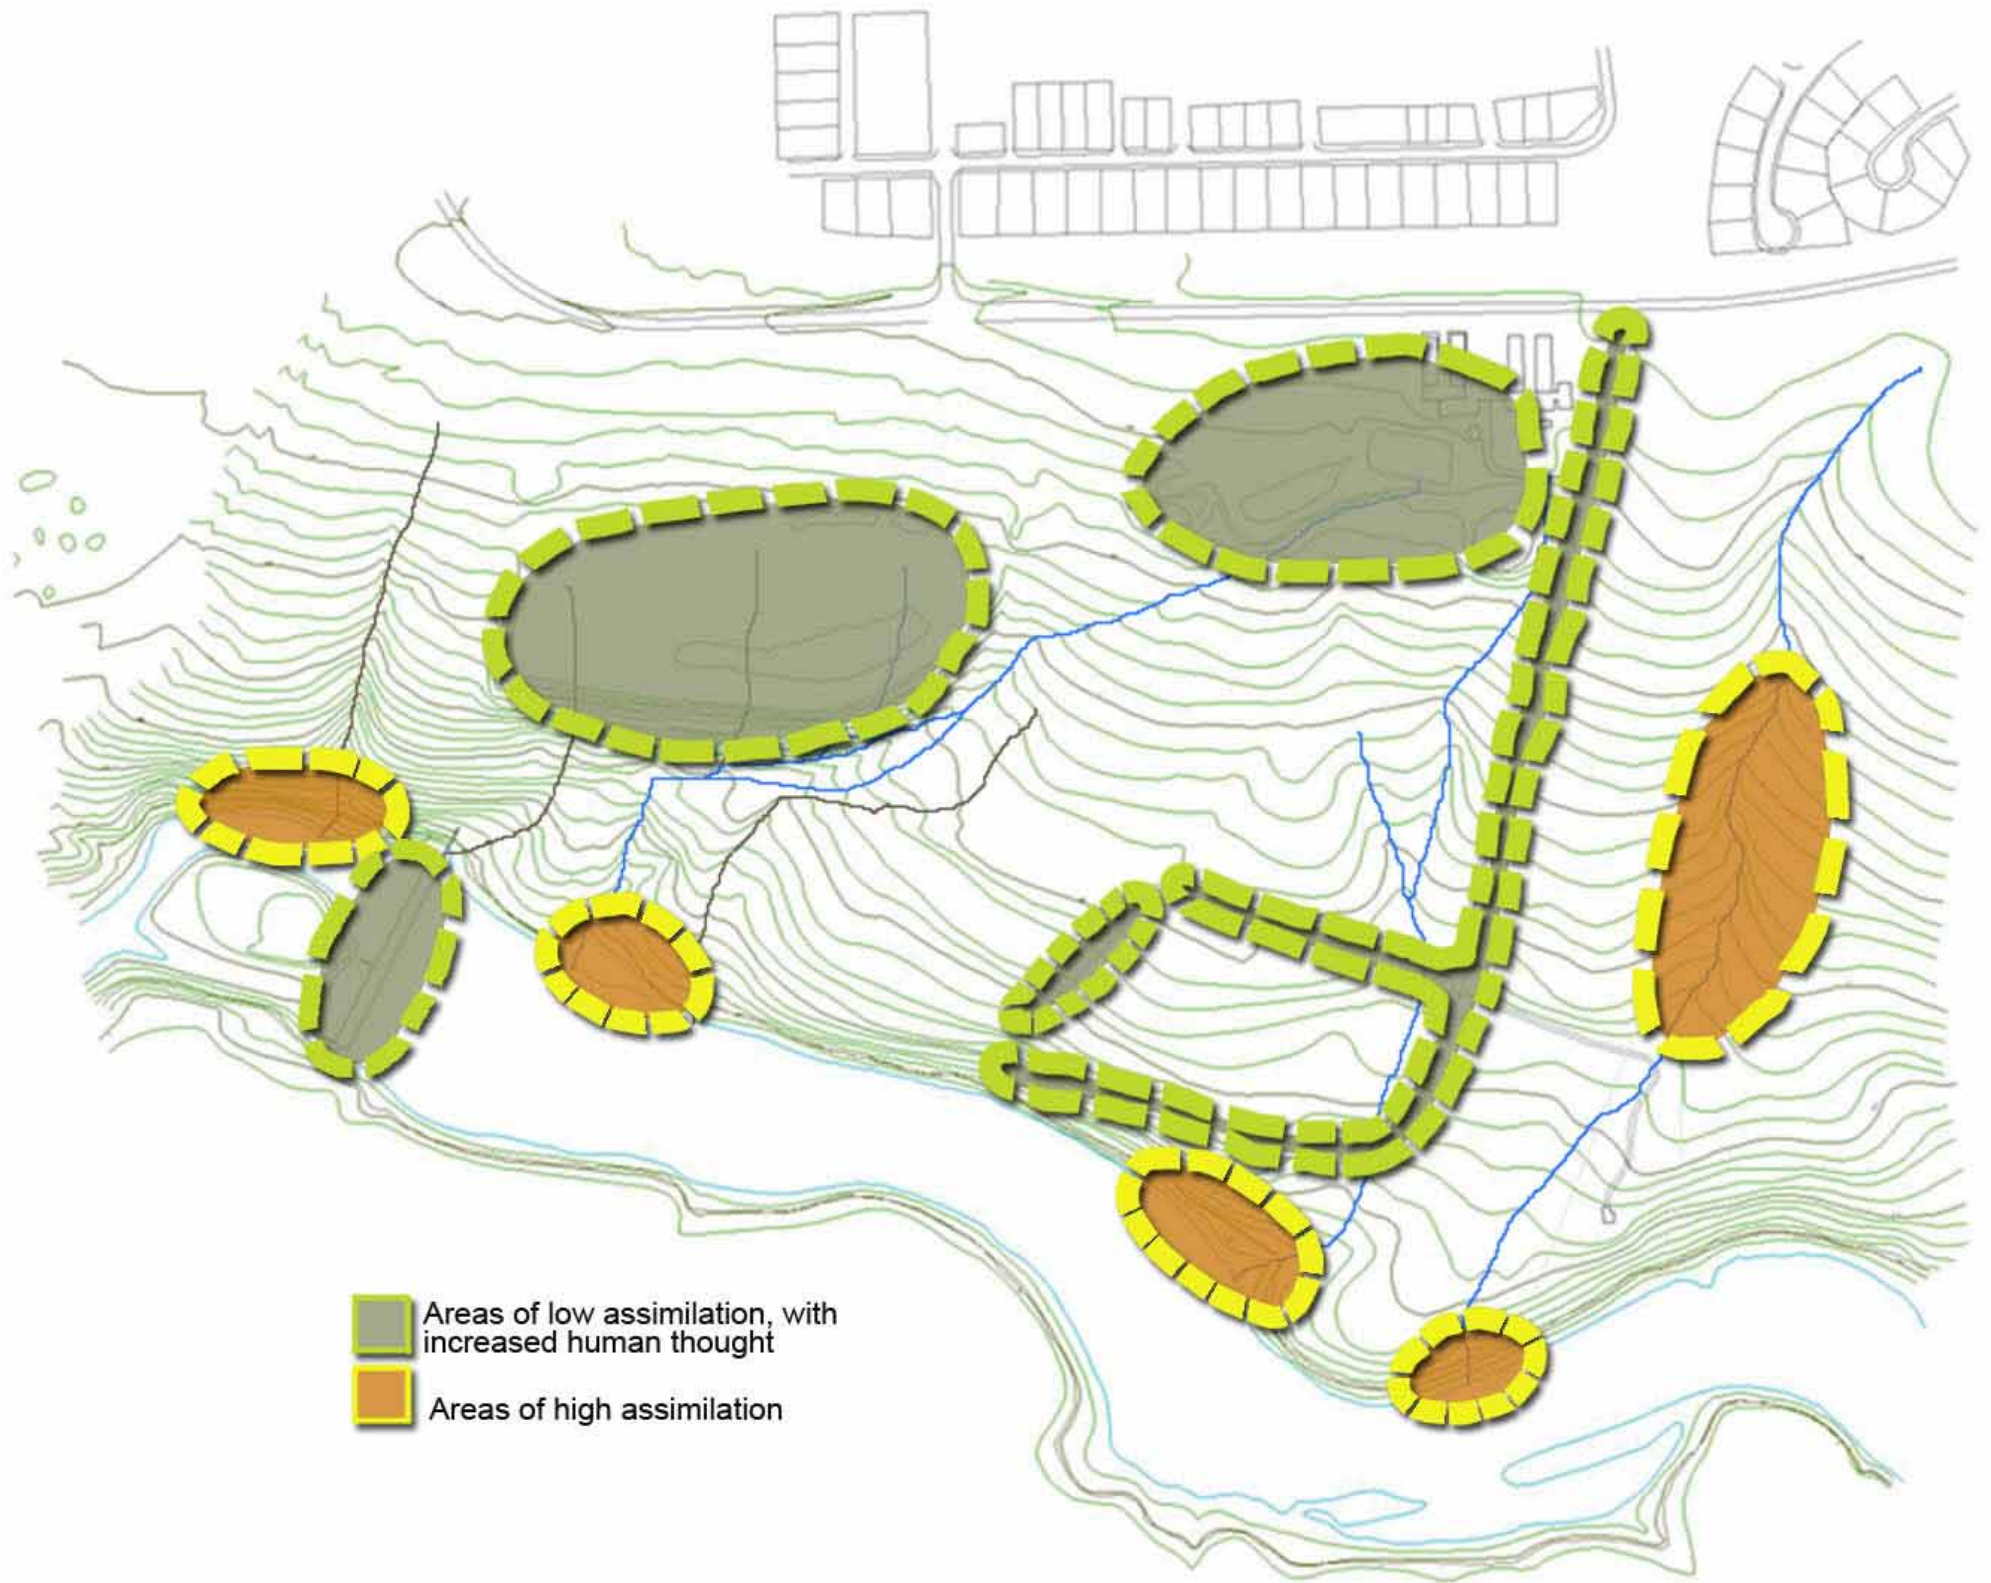 Areas of low assimilation, with
increased human thought
Areas of high assimilation